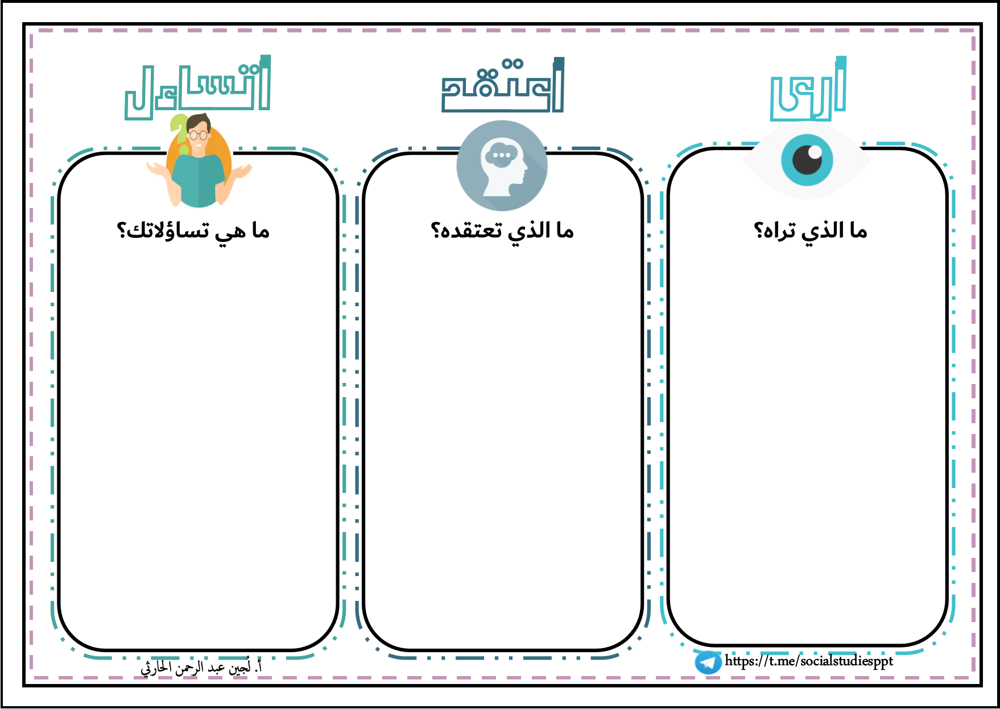 أرى
أعتقد
أتساءل
ما الذي تراه؟
ما الذي تعتقده؟
ما هي تساؤلاتك؟
https://t.me/socialstudiesppt
أ. لُجين عبد الرحمن الحارثي